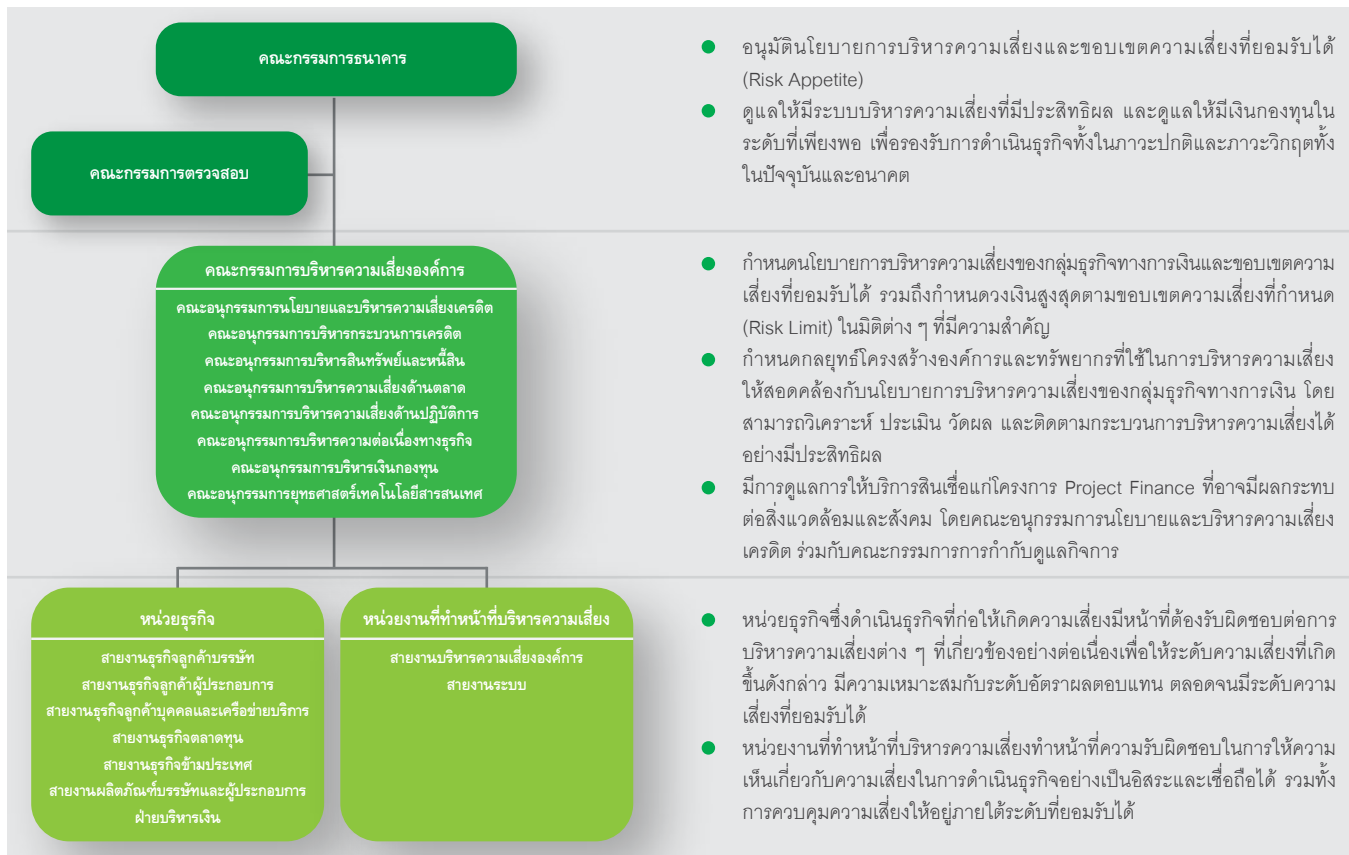 คณะกรรมการธนาคาร
คณะกรรมการตรวจสอบ
● อนุมัตินโยบายการบริหารความเสี่ยงและขอบเขตความเสี่ยงที่ยอมรับได้
(Risk Appetite)
● ดูแลให้มีระบบบริหารความเสี่ยงที่มีประสิทธิผล และดูแลให้มีเงินกองทุนใน
ระดับที่เพียงพอ เพื่อรองรับการดำเนินธุรกิจทั้งในภาวะปกติและภาวะวิกฤตทั้ง
ในปัจจุบันและอนาคต
คณะกรรมการบริหารความเสี่ยงองค์การ
คณะอนุกรรมการนโยบายและบริหารความเสี่ยงเครดิต
คณะอนุกรรมการบริหารกระบวนการเครดิต
คณะอนุกรรมการบริหารสินทรัพย์และหนี้สิน
คณะอนุกรรมการบริหารความเสี่ยงด้านตลาด
คณะอนุกรรมการบริหารความเสี่ยงด้านปฏิบัติการ
คณะอนุกรรมการบริหารความต่อเนื่องทางธุรกิจ
คณะอนุกรรมการบริหารเงินกองทุน
คณะอนุกรรมการยุทธศาสตร์เทคโนโลยีสารสนเทศ
● กำหนดนโยบายการบริหารความเสี่ยงของกลุ่มธุรกิจทางการเงินและขอบเขตความ
เสี่ยงที่ยอมรับได้ รวมถึงกำหนดวงเงินสูงสุดตามขอบเขตความเสี่ยงที่กำหนด
(Risk Limit) ในมิติต่าง ๆ ที่มีความสำคัญ
● กำหนดกลยุทธ์โครงสร้างองค์การและทรัพยากรที่ใช้ในการบริหารความเสี่ยง
ให้สอดคล้องกับนโยบายการบริหารความเสี่ยงของกลุ่มธุรกิจทางการเงิน โดย
สามารถวิเคราะห์ ประเมิน วัดผล และติดตามกระบวนการบริหารความเสี่ยงได้
อย่างมีประสิทธิผล
● มีการดูแลการให้บริการสินเชื่อแก่โครงการ Project Finance ที่อาจมีผลกระทบ
ต่อสิ่งแวดล้อมและสังคม โดยคณะอนุกรรมการนโยบายและบริหารความเสี่ยง
เครดิต ร่วมกับคณะกรรมการการกำกับดูแลกิจการ
หน่วยธุรกิจ
สายงานธุรกิจลูกค้าบรรษัท
สายงานธุรกิจลูกค้าผู้ประกอบการ
สายงานธุรกิจลูกค้าบุคคลและเครือข่ายบริการ
สายงานธุรกิจตลาดทุน
สายงานธุรกิจข้ามประเทศ
สายงานผลิตภัณฑ์บรรษัทและผู้ประกอบการ
ฝ่ายบริหารเงิน
หน่วยงานที่ทำหน้าที่บริหารความเสี่ยง
สายงานบริหารความเสี่ยงองค์การ
สายงานระบบ
● หน่วยธุรกิจซึ่งดำเนินธุรกิจที่ก่อให้เกิดความเสี่ยงมีหน้าที่ต้องรับผิดชอบต่อการ
บริหารความเสี่ยงต่าง ๆ ที่เกี่ยวข้องอย่างต่อเนื่องเพื่อให้ระดับความเสี่ยงที่เกิด
ขึ้นดังกล่าว มีความเหมาะสมกับระดับอัตราผลตอบแทน ตลอดจนมีระดับความ
เสี่ยงที่ยอมรับได้
● หน่วยงานที่ทำหน้าที่บริหารความเสี่ยงทำหน้าที่ความรับผิดชอบในการให้ความ
เห็นเกี่ยวกับความเสี่ยงในการดำเนินธุรกิจอย่างเป็นอิสระและเชื่อถือได้ รวมทั้ง
การควบคุมความเสี่ยงให้อยู่ภายใต้ระดับที่ยอมรับได้